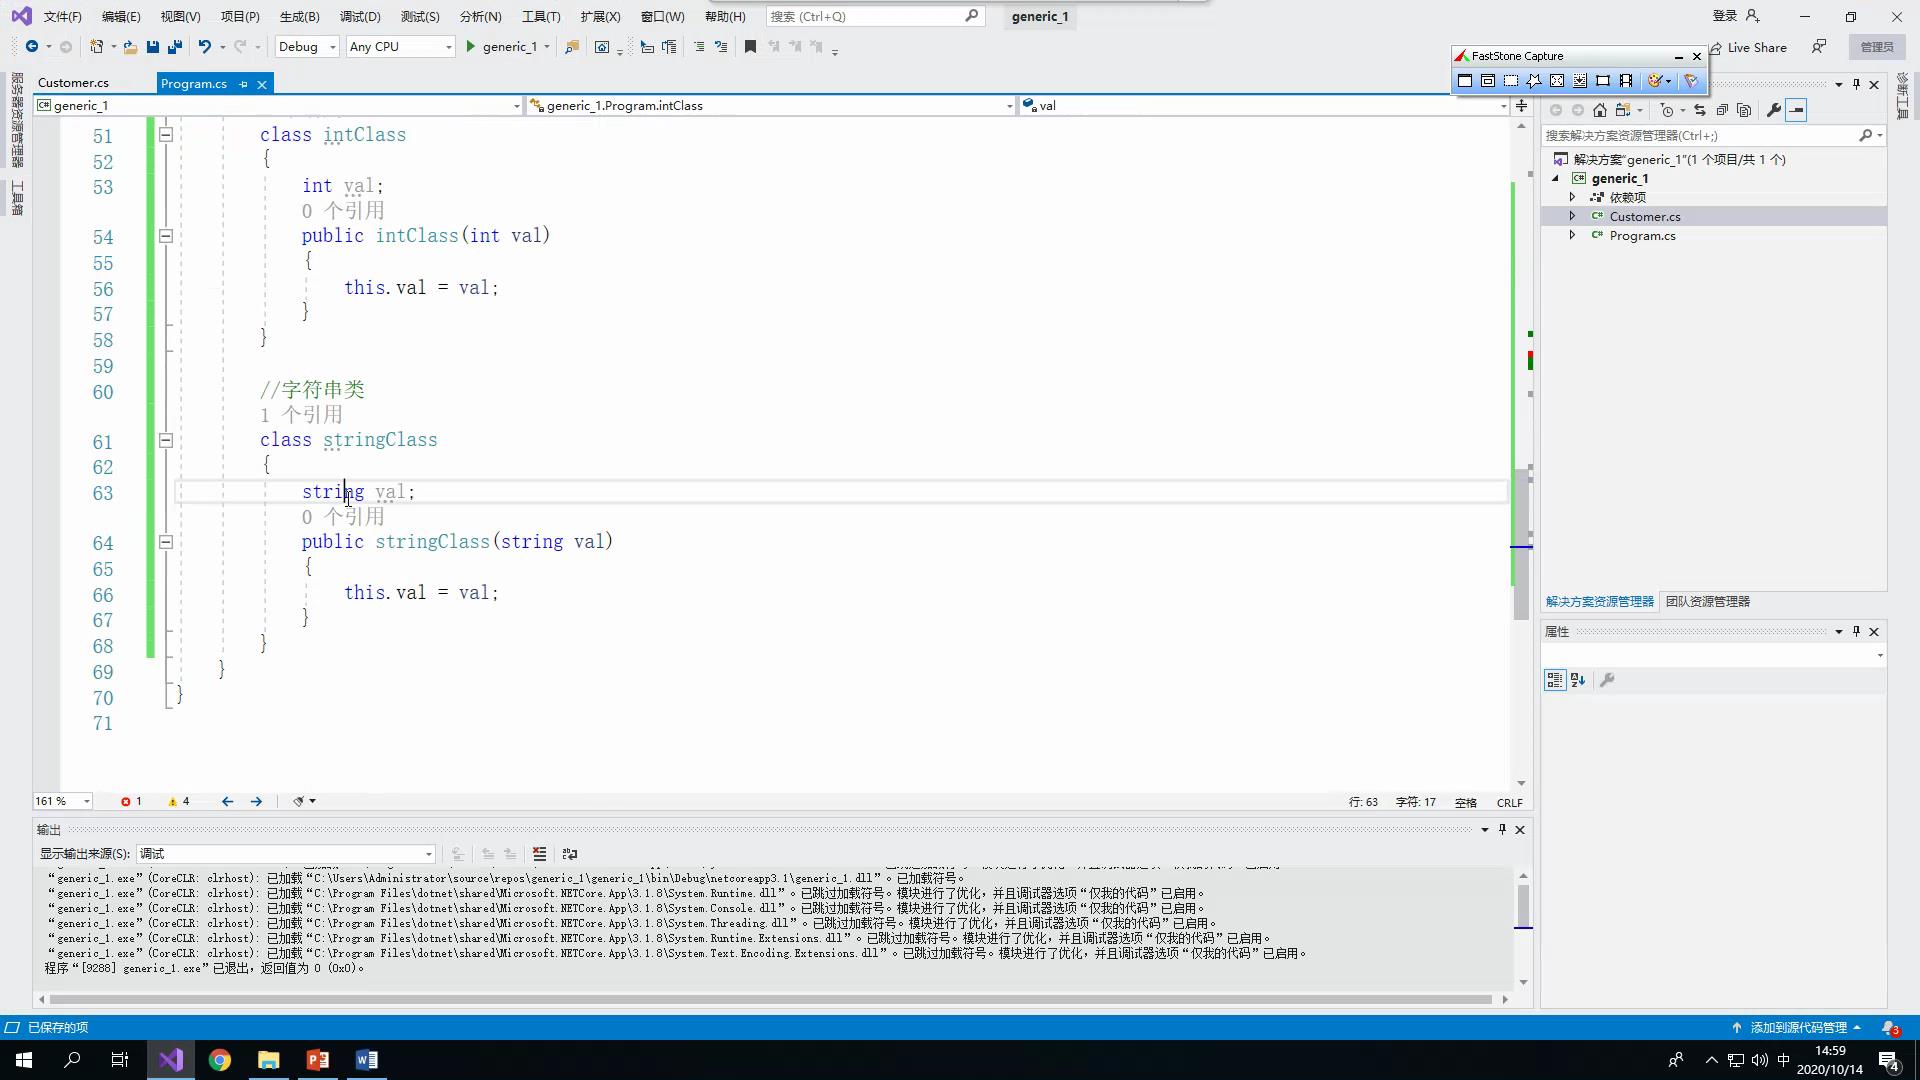 文件(F) 编辑(E) 视图(V) 项目(P) 生成(B) 调试(D) 测试(S) 分析(N) 工具(T) 扩展(X) 窗口(W) 帮助(H) 搜索 (Ctrl+Q) generic_1 登录
Debug Any CPU generic_1 Live Share 管理员
FastStone Capture
服务器资源管理器
工具箱
诊断工具
Customer.cs Program.cs
generic_1 generic_1.Program.intClass val
51 class intClass
52 {
53 int val;
0 个引用
54 public intClass(int val)
55 {
56 this.val = val;
57 }
58 }
59
60 //字符串类
1 个引用
61 class stringClass
62 {
63 string val;
0 个引用
64 public stringClass(string val)
65 {
66 this.val = val;
67 }
68 }
69 }
70 }
71
161 % 1 4 行: 63 字符: 17 空格 CRLF
搜索解决方案资源管理器(Ctrl+;)
解决方案"generic_1"(1 个项目/共 1 个)
generic_1
依赖项
Customer.cs
Program.cs
解决方案资源管理器 团队资源管理器
属性
输出
显示输出来源(S): 调试
“generic_1.exe”(CoreCLR: clrhost): 已加载“C:\Users\Administrator\source\repos\generic_1\generic_1\bin\Debug\netcoreapp3.1\generic_1.dll”。已加载符号。
“generic_1.exe”(CoreCLR: clrhost): 已加载“C:\Program Files\dotnet\shared\Microsoft.NETCore.App\3.1.8\System.Runtime.dll”。已跳过加载符号。模块进行了优化，并且调试器选项“仅我的代码”已启用。
“generic_1.exe”(CoreCLR: clrhost): 已加载“C:\Program Files\dotnet\shared\Microsoft.NETCore.App\3.1.8\System.Console.dll”。已跳过加载符号。模块进行了优化，并且调试器选项“仅我的代码”已启用。
“generic_1.exe”(CoreCLR: clrhost): 已加载“C:\Program Files\dotnet\shared\Microsoft.NETCore.App\3.1.8\System.Threading.dll”。已跳过加载符号。模块进行了优化，并且调试器选项“仅我的代码”已启用。
“generic_1.exe”(CoreCLR: clrhost): 已加载“C:\Program Files\dotnet\shared\Microsoft.NETCore.App\3.1.8\System.Runtime.Extensions.dll”。已跳过加载符号。模块进行了优化，并且调试器选项“仅我的代码”已启用。
“generic_1.exe”(CoreCLR: clrhost): 已加载“C:\Program Files\dotnet\shared\Microsoft.NETCore.App\3.1.8\System.Text.Encoding.Extensions.dll”。已跳过加载符号。模块进行了优化，并且调试器选项“仅我的代码”已启用。
程序“[9288] generic_1.exe”已退出，返回值为 0 (0x0)。
已保存的项 添加到源代码管理 3
中 14:59
2020/10/14 4